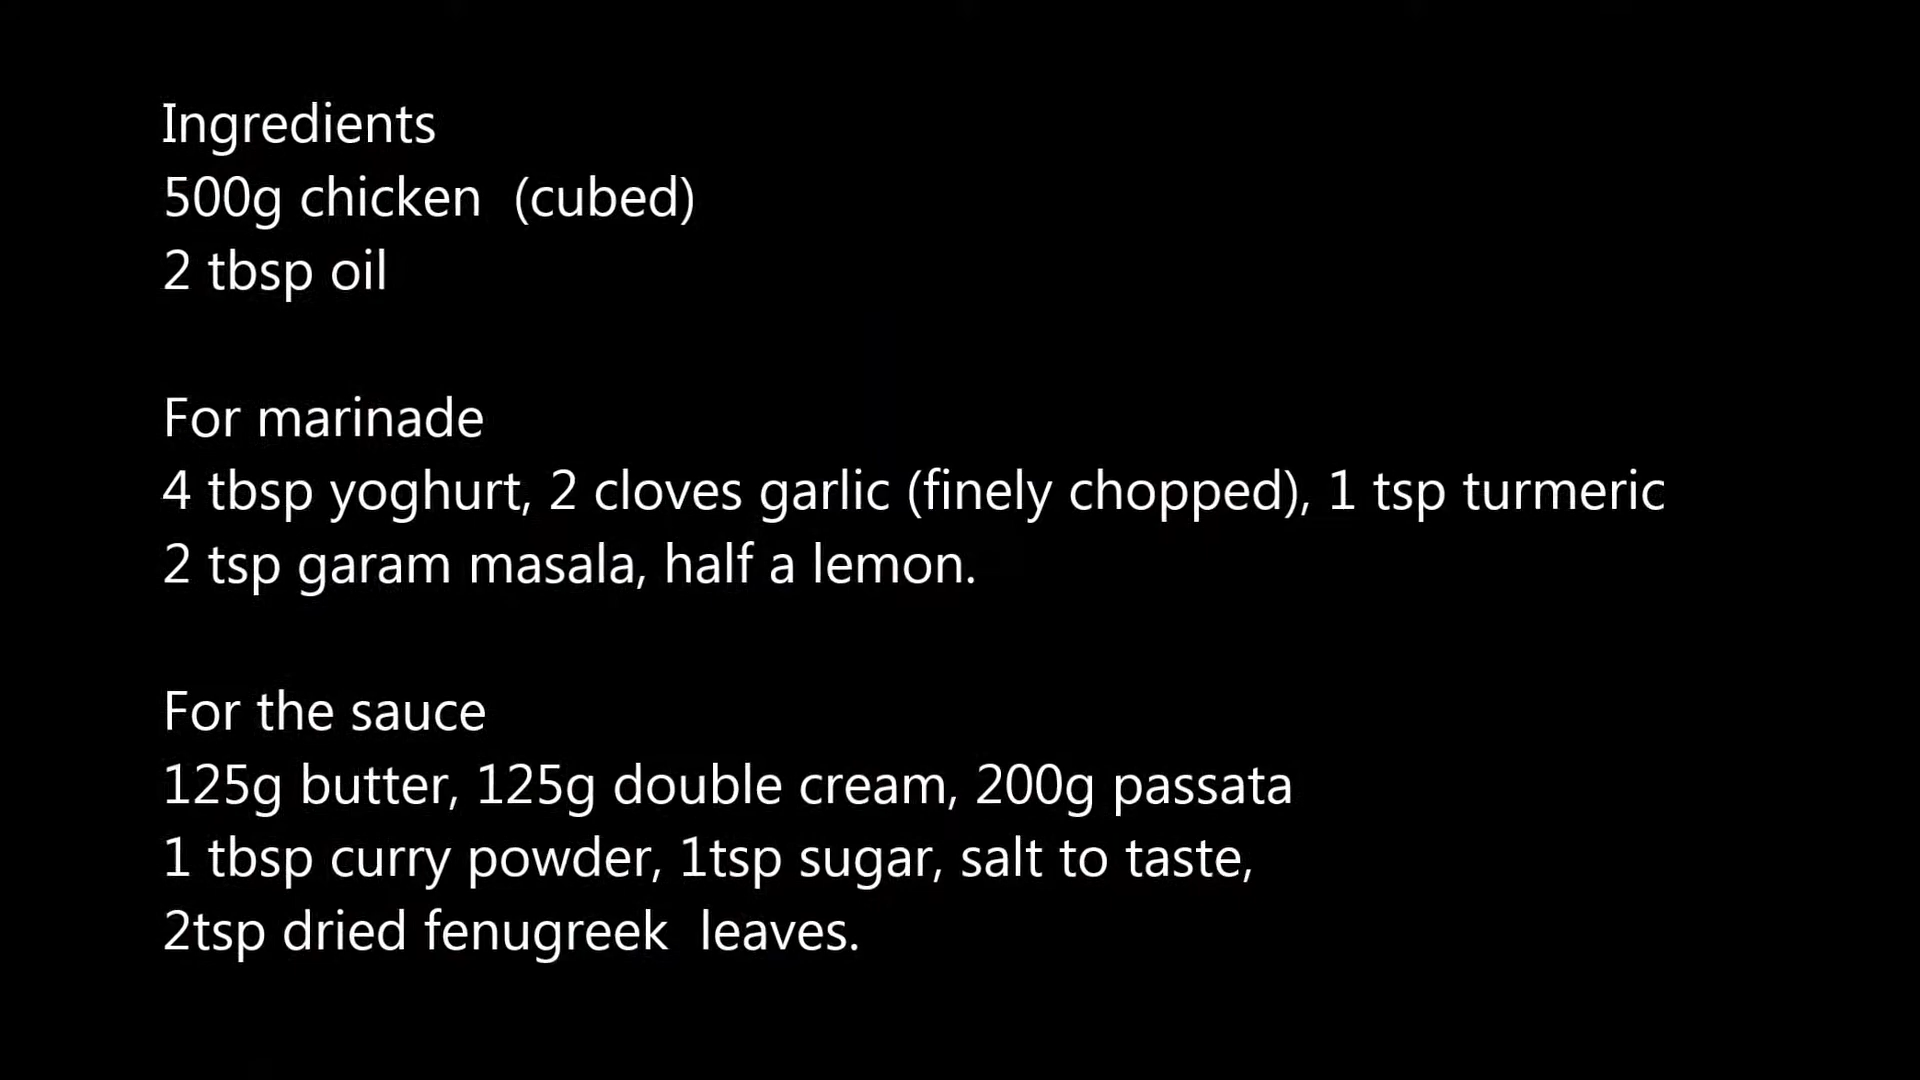 Ingredients
500g chicken  (cubed)
2 tbsp oil
For marinade
4 tbsp yoghurt, 2 cloves garlic (finely chopped), 1 tsp turmeric
2 tsp garam masala, half a lemon.
For the sauce
125g butter, 125g double cream, 200g passata
1 tbsp curry powder, 1tsp sugar, salt to taste,
2tsp dried fenugreek  leaves.